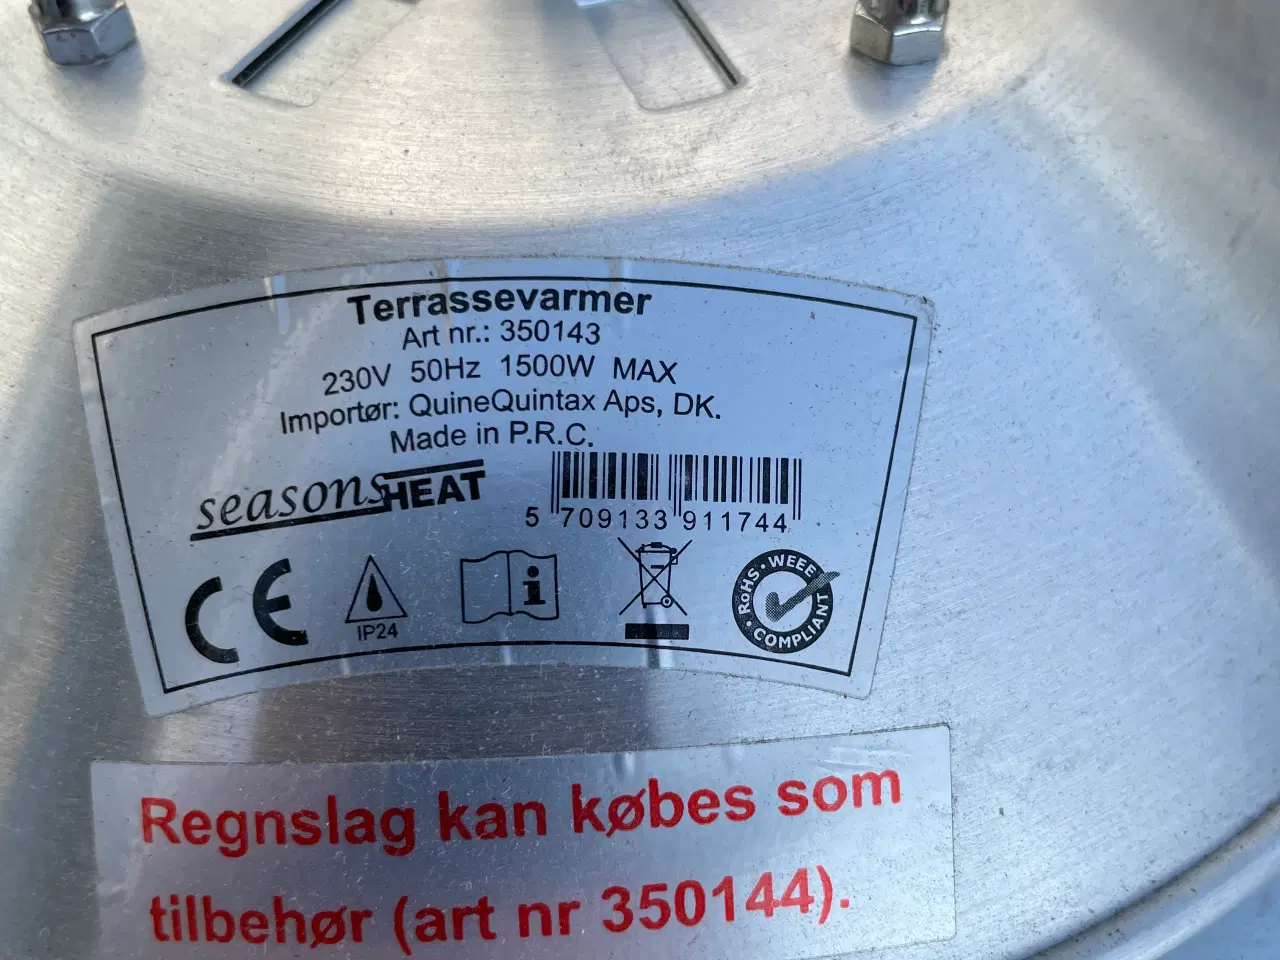 Terrassevarmer
Art nr.: 350143
230V 50Hz 1500W MAX
Importør: QuineQuintax Aps, DK.
Made in P.R.C.
seasonsHEAT
5 709133 911744
CE
IP24
i
RoHS · WEEE · COMPLIANT
Regnslag kan købes som
tilbehør (art nr 350144).